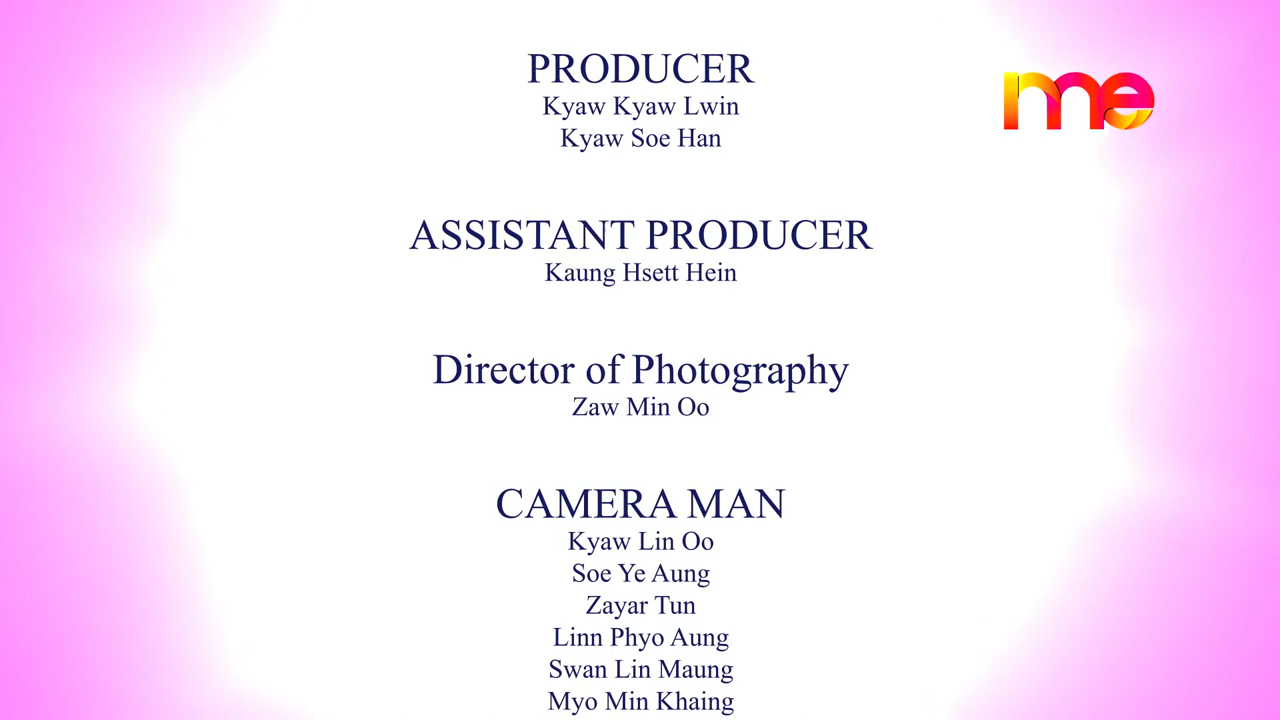 PRODUCER
Kyaw Kyaw Lwin
Kyaw Soe Han
me
ASSISTANT PRODUCER
Kaung Hsett Hein
Director of Photography
Zaw Min Oo
CAMERA MAN
Kyaw Lin Oo
Soe Ye Aung
Zayar Tun
Linn Phyo Aung
Swan Lin Maung
Myo Min Khaing